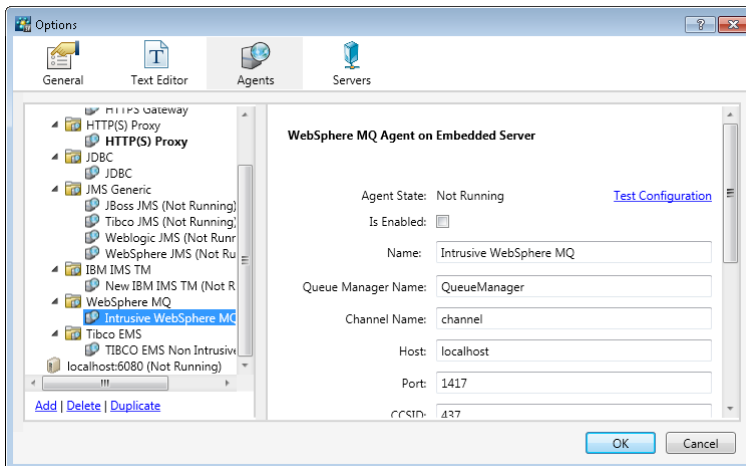 Options
General
Text Editor
Agents
Servers
HTTPS Gateway
HTTP(S) Proxy
HTTP(S) Proxy
JDBC
JDBC
JMS Generic
JBoss JMS (Not Running)
Tibco JMS (Not Running)
Weblogic JMS (Not Runr
WebSphere JMS (Not Ru
IBM IMS TM
New IBM IMS TM (Not R
WebSphere MQ
Intrusive WebSphere MQ
Tibco EMS
TIBCO EMS Non Intrusive
localhost:6080 (Not Running)
Add | Delete | Duplicate
WebSphere MQ Agent on Embedded Server
Agent State: Not Running Test Configuration
Is Enabled:
Name: Intrusive WebSphere MQ
Queue Manager Name: QueueManager
Channel Name: channel
Host: localhost
Port: 1417
CCSID: 437
OK Cancel